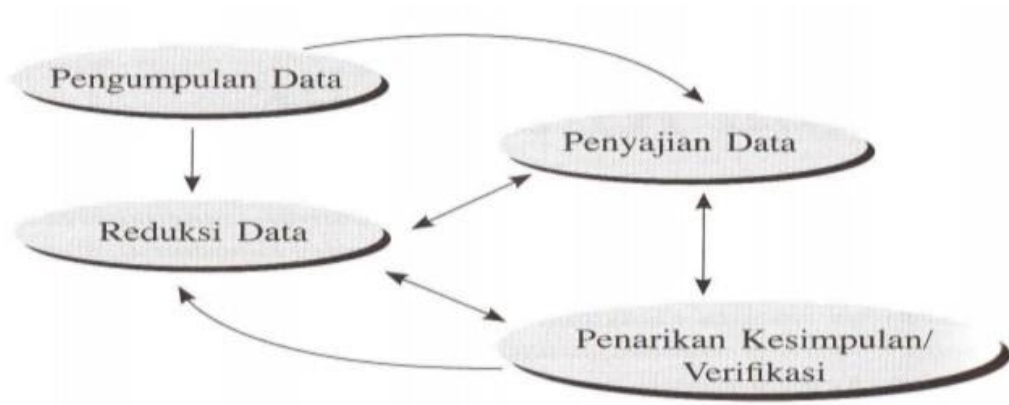 Pengumpulan Data
Penyajian Data
Reduksi Data
Penarikan Kesimpulan/
Verifikasi